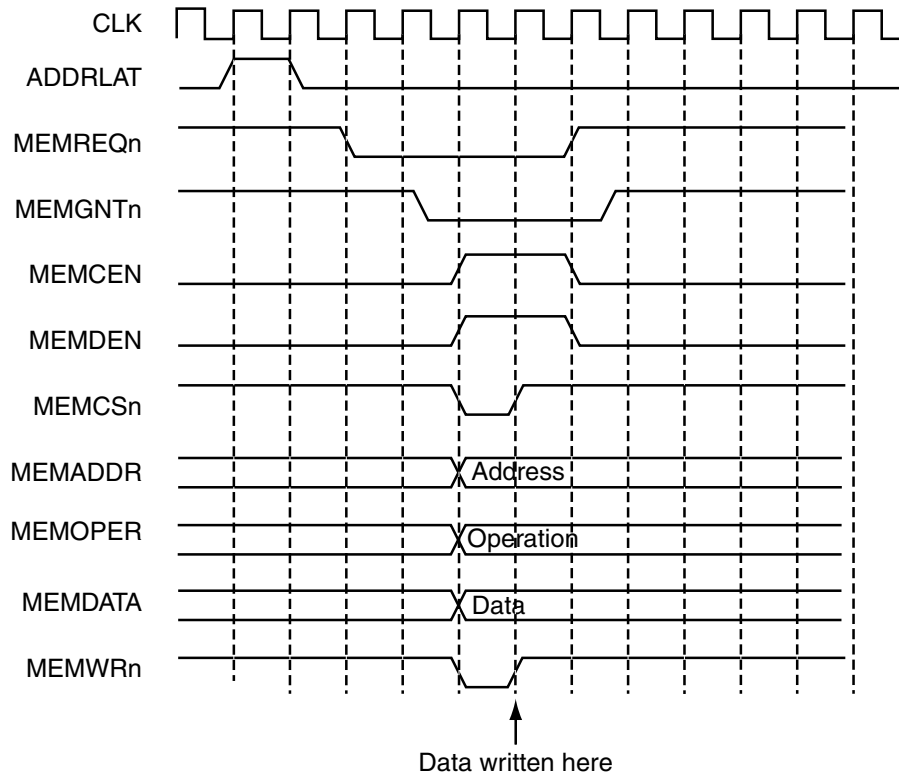 CLK
ADDRLAT
MEMREQn
MEMGNTn
MEMCEN
MEMDEN
MEMCSn
MEMADDR Address
MEMOPER Operation
MEMDATA Data
MEMWRn
Data written here